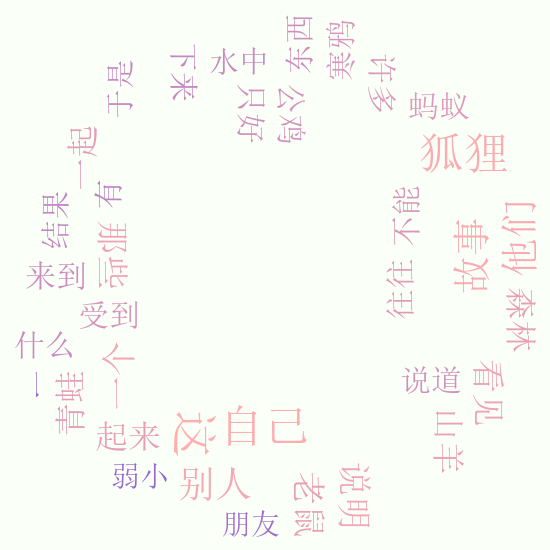 东西
寒鸦
下来
水中
于是
许多
只好
公鸡
蚂蚁
一起
狐狸
有
结果
不能
他们
那些
故事
来到
往往
森林
受到
什么
一个
说道
看见
一
青蛙
山羊
这
自己
起来
弱小
别人
老鼠
说明
朋友